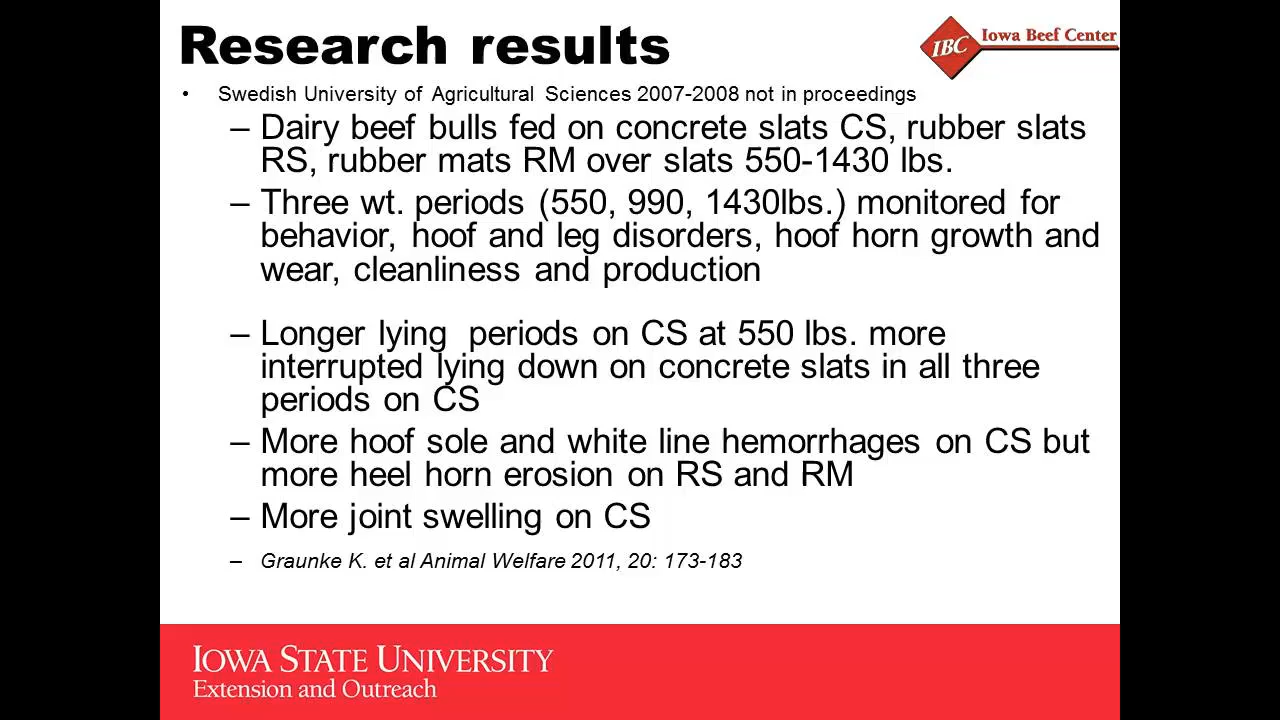 Research results
IBC Iowa Beef Center
• Swedish University of Agricultural Sciences 2007-2008 not in proceedings
– Dairy beef bulls fed on concrete slats CS, rubber slats
RS, rubber mats RM over slats 550-1430 lbs.
– Three wt. periods (550, 990, 1430lbs.) monitored for
behavior, hoof and leg disorders, hoof horn growth and
wear, cleanliness and production
– Longer lying periods on CS at 550 lbs. more
interrupted lying down on concrete slats in all three
periods on CS
– More hoof sole and white line hemorrhages on CS but
more heel horn erosion on RS and RM
– More joint swelling on CS
– Graunke K. et al Animal Welfare 2011, 20: 173-183
IOWA STATE UNIVERSITY
Extension and Outreach